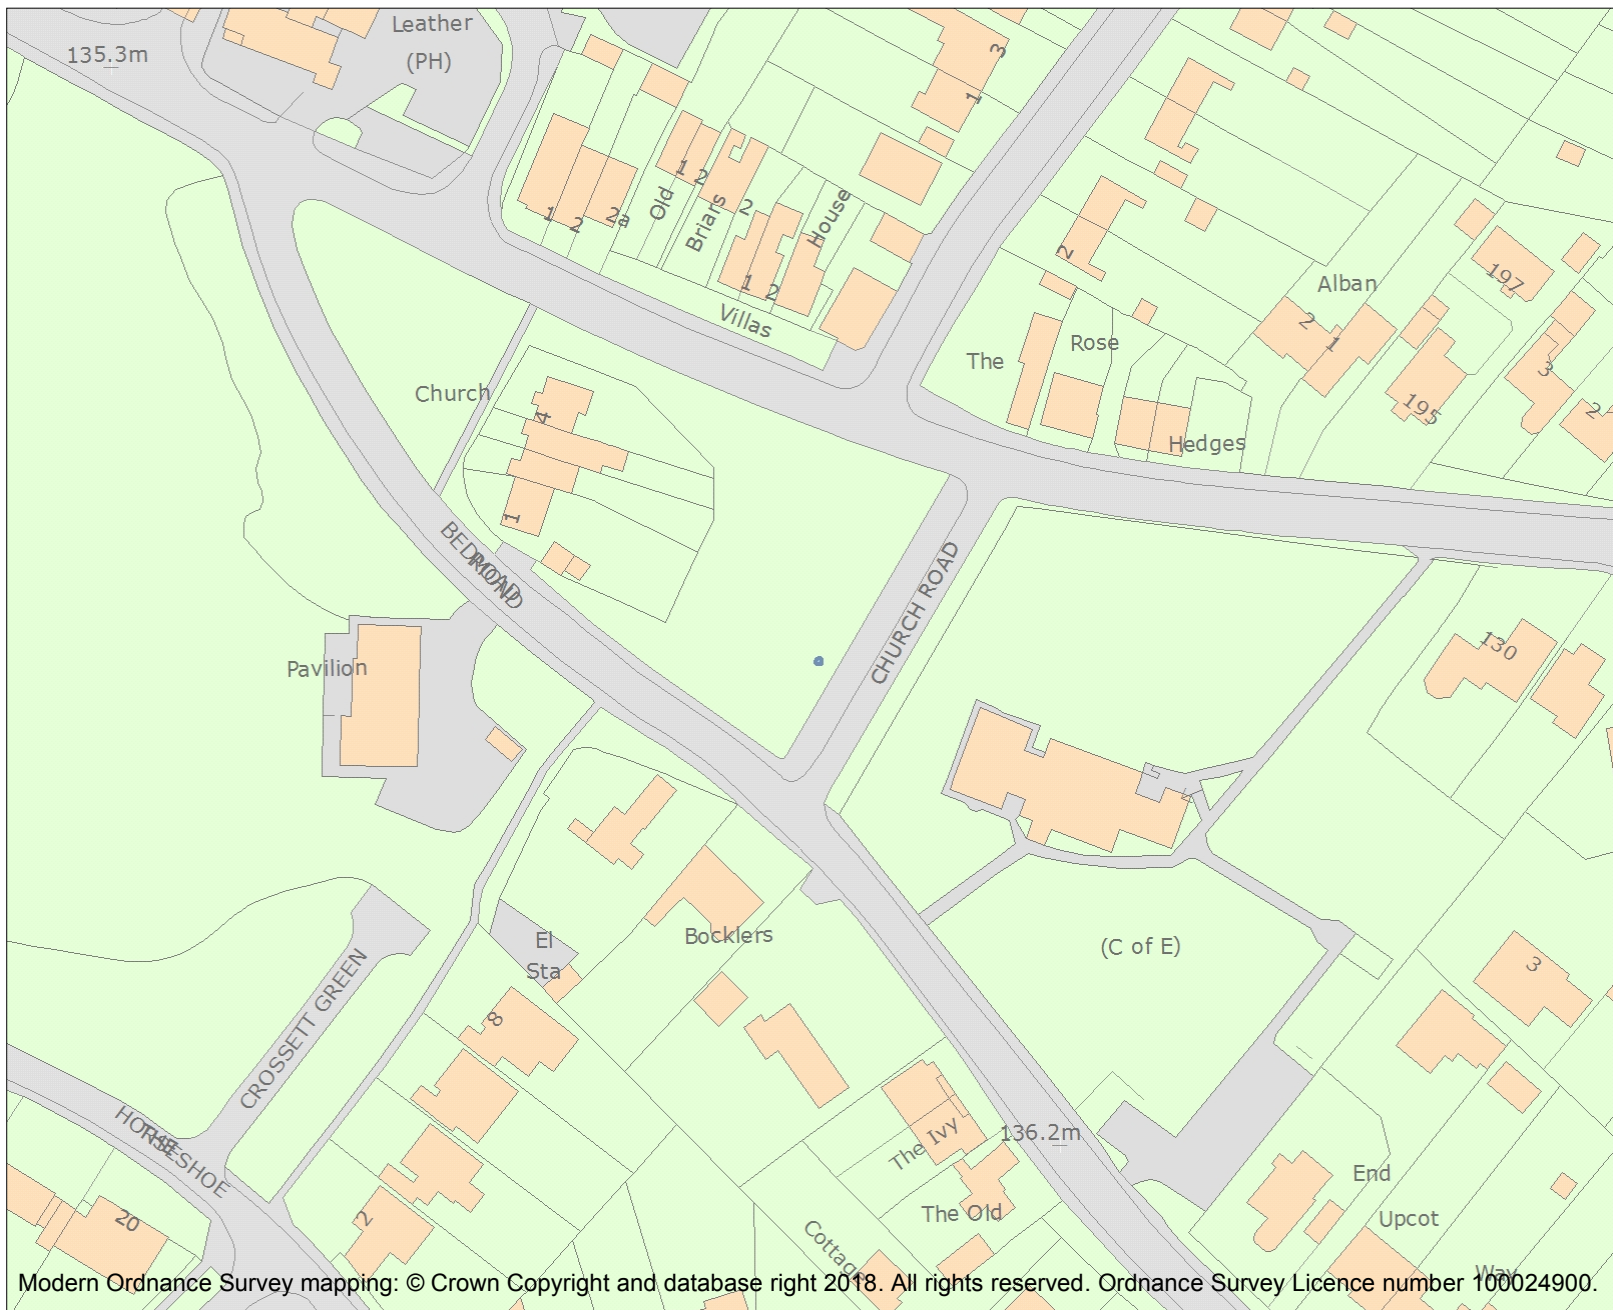 Leather
(PH)
135.3m
3
1
1
2
2a
Old
1
2
Briars
2
House
1
2
Villas
2
The
Rose
Hedges
Alban
2
1
197
195
3
2
Church
4
1
BEDMOND
ROAD
CHURCH ROAD
Pavilion
130
(C of E)
Bocklers
El
Sta
8
CROSSETT GREEN
THE
HORSESHOE
20
2
The Ivy
The Old
Cottage
136.2m
3
End
Upcot
Way
Modern Ordnance Survey mapping: © Crown Copyright and database right 2018. All rights reserved. Ordnance Survey Licence number 100024900.